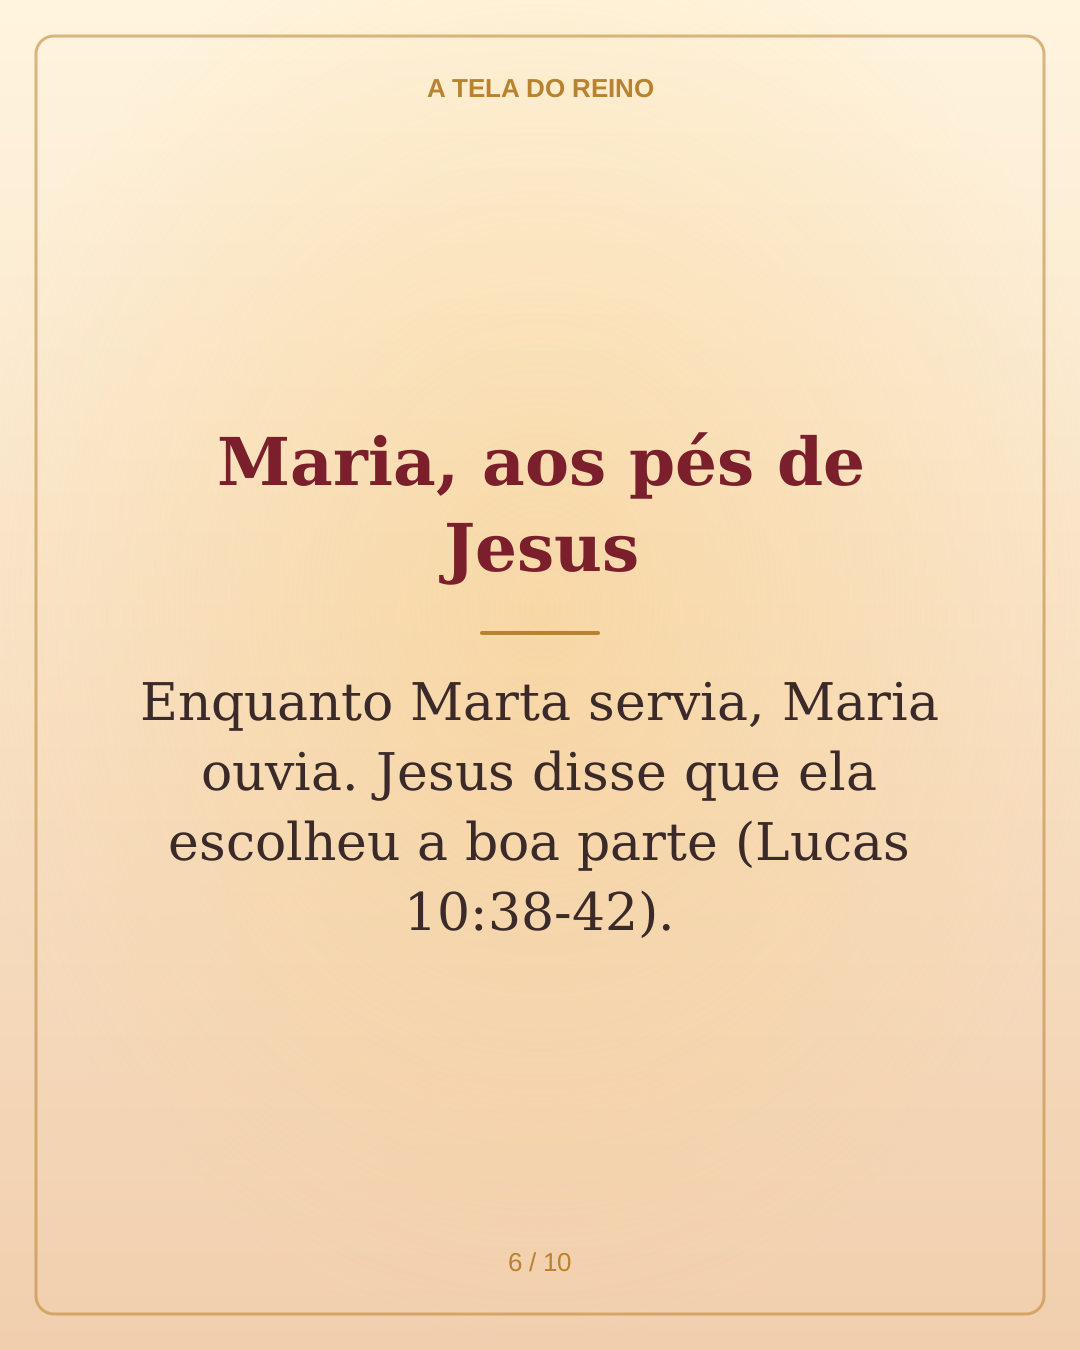 A TELA DO REINO
Maria, aos pés de
Jesus
Enquanto Marta servia, Maria
ouvia. Jesus disse que ela
escolheu a boa parte (Lucas
10:38-42).
6 / 10